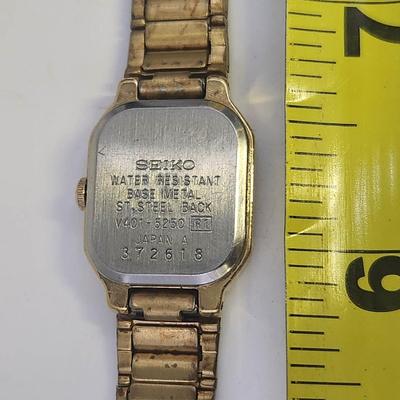 SEIKO
WATER RESISTANT
BASE METAL
ST.STEEL BACK
V401-5250 R1
JAPAN A
372618
7
6